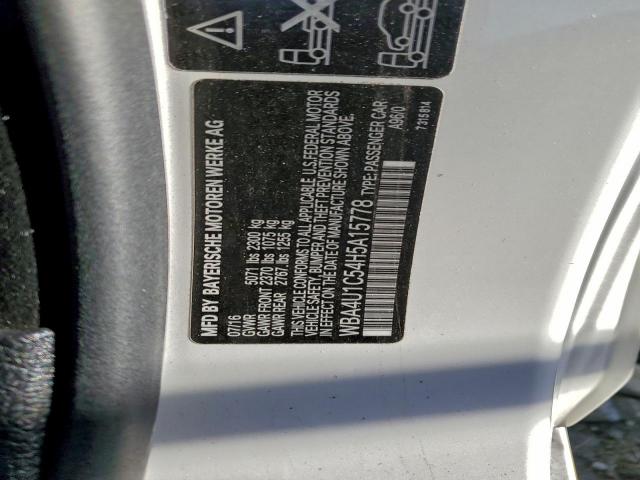 MFD BY BAYERISCHE MOTOREN WERKE AG
07/16
GVWR 5071 lbs 2300 kg
GAWR FRONT 2370 lbs 1075 kg
GAWR REAR 2767 lbs 1255 kg
THIS VEHICLE CONFORMS TO ALL APPLICABLE U.S.FEDERAL MOTOR
VEHICLE SAFETY, BUMPER, AND THEFT PREVENTION STANDARDS
IN EFFECT ON THE DATE OF MANUFACTURE SHOWN ABOVE.
WBA4U1C54H5A15778 TYPE: PASSENGER CAR
A96/0
7315814